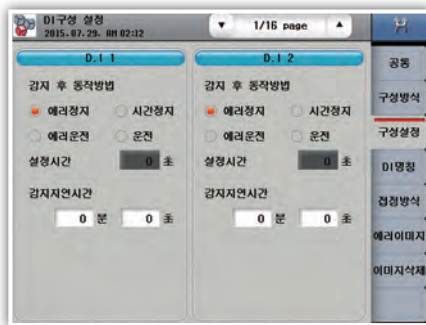 DI구성 설정
2015.07.29. AM 02:12
▼ 1/16 page ▲
D.I 1
감지 후 동작방법
에러정지 시간정지
에러운전 운전
설정시간 0 초
감지지연시간
0 분 0 초
D.I 2
감지 후 동작방법
에러정지 시간정지
에러운전 운전
설정시간 0 초
감지지연시간
0 분 0 초
공통
구성방식
구성설정
DI명칭
접점방식
에러이미지
이미지삭제